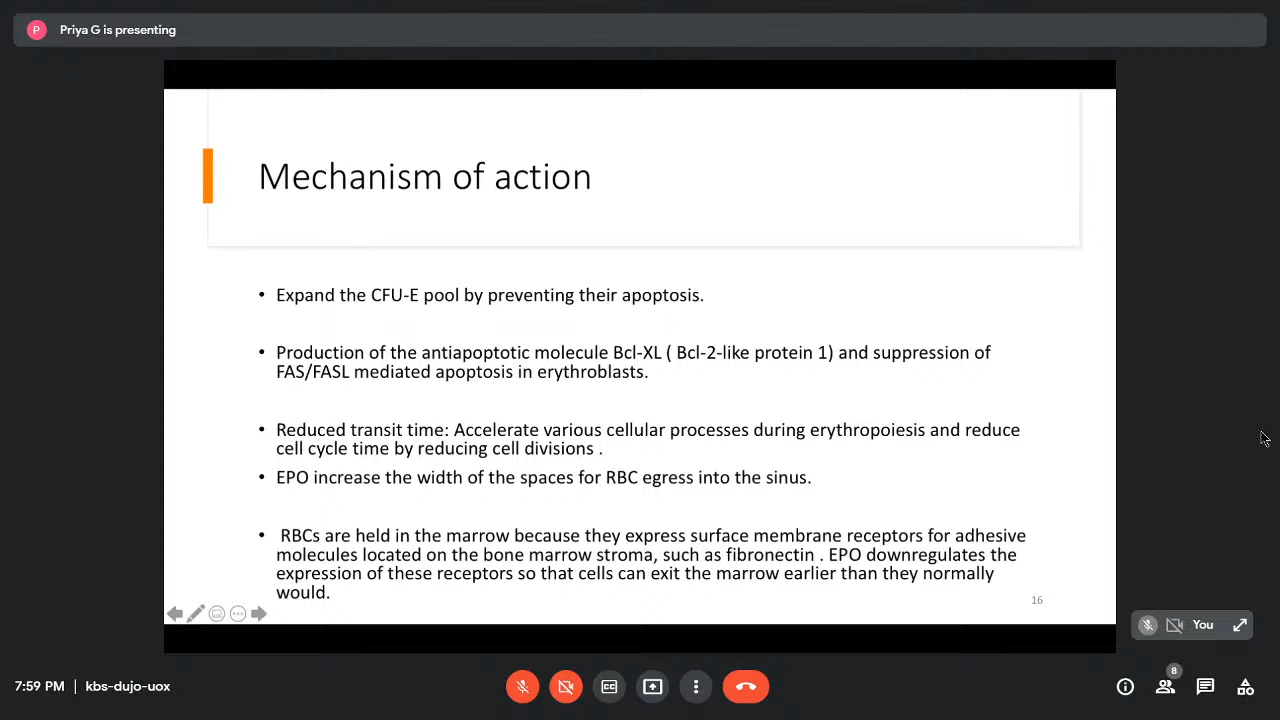 P
Priya G is presenting
Mechanism of action
• Expand the CFU-E pool by preventing their apoptosis.
• Production of the antiapoptotic molecule Bcl-XL ( Bcl-2-like protein 1) and suppression of
FAS/FASL mediated apoptosis in erythroblasts.
• Reduced transit time: Accelerate various cellular processes during erythropoiesis and reduce
cell cycle time by reducing cell divisions .
• EPO increase the width of the spaces for RBC egress into the sinus.
• RBCs are held in the marrow because they express surface membrane receptors for adhesive
molecules located on the bone marrow stroma, such as fibronectin . EPO downregulates the
expression of these receptors so that cells can exit the marrow earlier than they normally
would.
16
You
7:59 PM | kbs-dujo-uox
CC
8